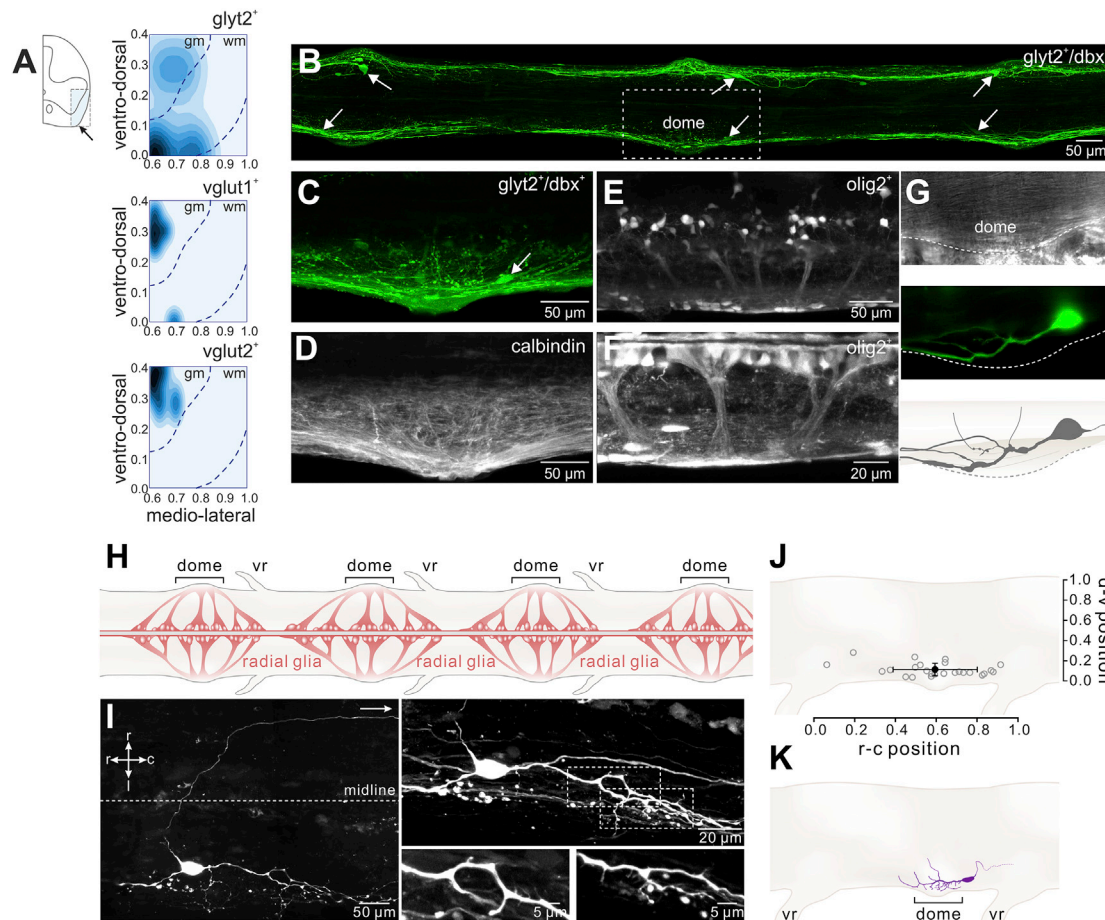 A
glyt2+
gm wm
ventro-dorsal
0.4
0.3
0.2
0.1
0.0
0.6 0.7 0.8 0.9 1.0
vglut1+
gm wm
ventro-dorsal
0.4
0.3
0.2
0.1
0.0
0.6 0.7 0.8 0.9 1.0
vglut2+
gm wm
ventro-dorsal
0.4
0.3
0.2
0.1
0.0
0.6 0.7 0.8 0.9 1.0
medio-lateral
B
glyt2+/dbx
dome
50 µm
C
glyt2+/dbx+
50 µm
D
calbindin
50 µm
E
olig2+
50 µm
F
olig2+
20 µm
G
dome
H
dome vr dome vr dome vr dome
radial glia radial glia radial glia
I
r
r c
midline
50 µm
20 µm
5 µm
5 µm
J
1.0
0.8
0.6
0.4
0.2
0.0
d-v position
0.0 0.2 0.4 0.6 0.8 1.0
r-c position
K
vr dome vr